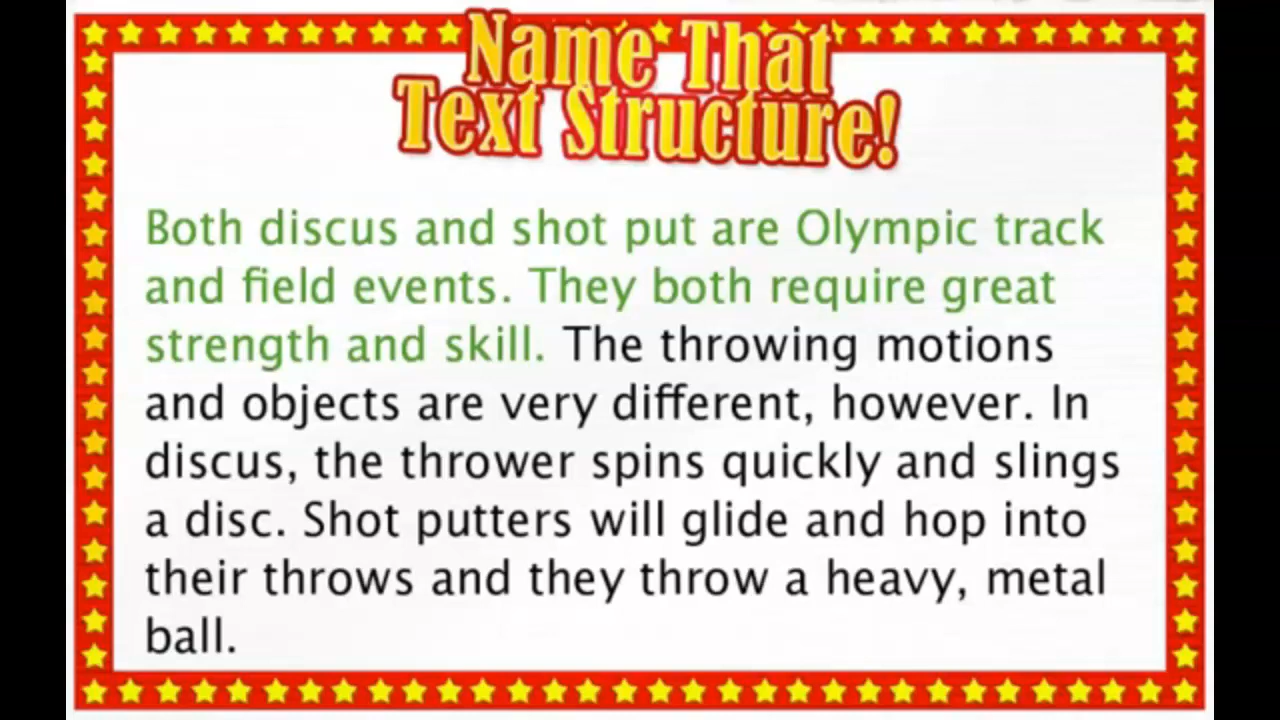 Name That
Text Structure!
Both discus and shot put are Olympic track
and field events. They both require great
strength and skill. The throwing motions
and objects are very different, however. In
discus, the thrower spins quickly and slings
a disc. Shot putters will glide and hop into
their throws and they throw a heavy, metal
ball.